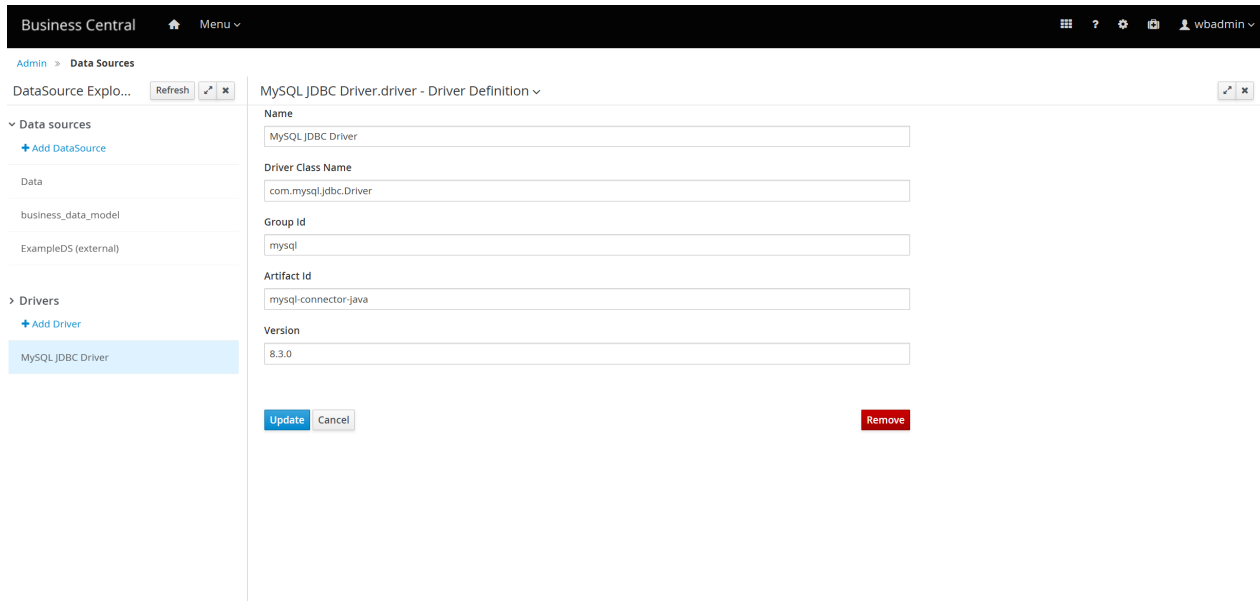 Business Central
Menu
?
wbadmin
Admin » Data Sources
DataSource Explo...
Refresh
MySQL JDBC Driver.driver - Driver Definition
Data sources
+ Add DataSource
Data
business_data_model
ExampleDS (external)
Drivers
+ Add Driver
MySQL JDBC Driver
Name
MySQL JDBC Driver
Driver Class Name
com.mysql.jdbc.Driver
Group Id
mysql
Artifact Id
mysql-connector-java
Version
8.3.0
Update
Cancel
Remove